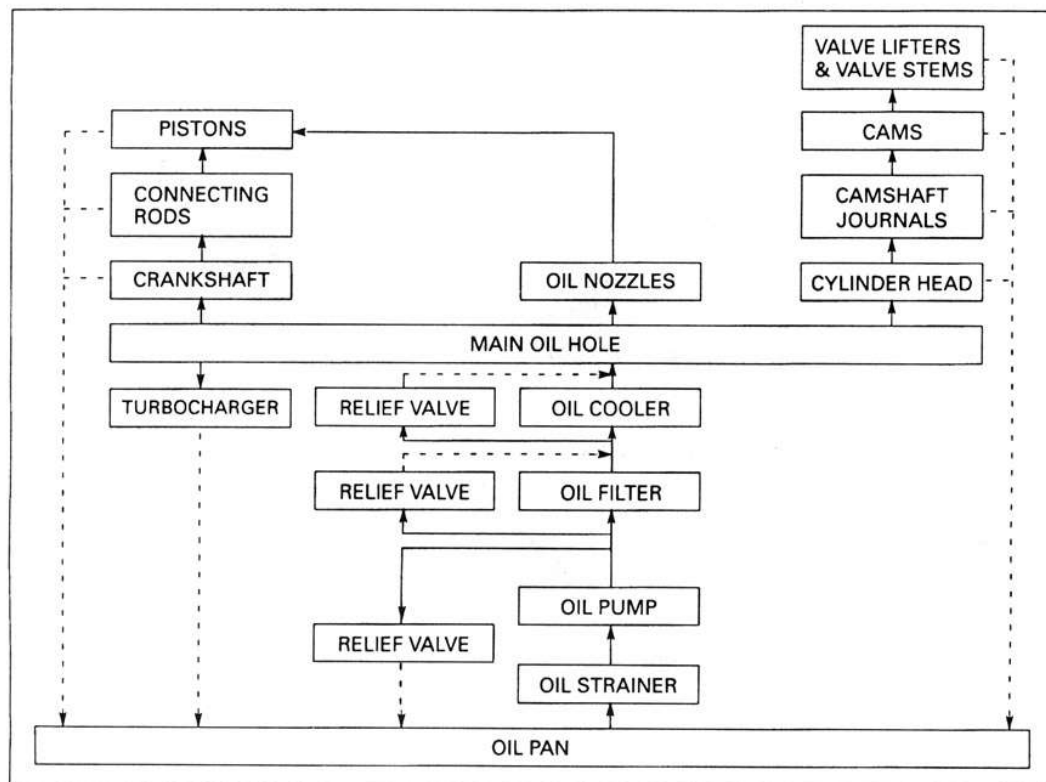 VALVE LIFTERS
& VALVE STEMS
PISTONS
CAMS
CONNECTING
RODS
CAMSHAFT
JOURNALS
CRANKSHAFT
OIL NOZZLES
CYLINDER HEAD
MAIN OIL HOLE
TURBOCHARGER
RELIEF VALVE
OIL COOLER
RELIEF VALVE
OIL FILTER
OIL PUMP
RELIEF VALVE
OIL STRAINER
OIL PAN